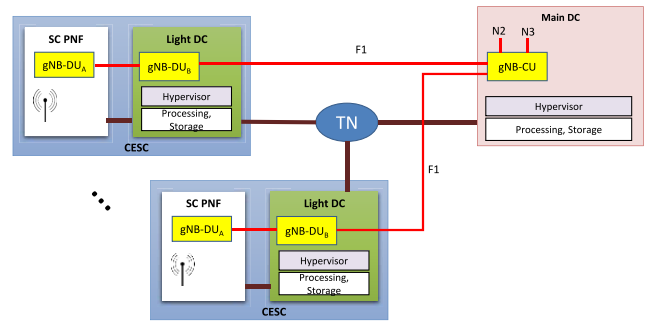 SC PNF
gNB-DUA
Light DC
gNB-DUB
Hypervisor
Processing,
Storage
CESC
F1
Main DC
N2 N3
gNB-CU
Hypervisor
Processing, Storage
TN
F1
SC PNF
gNB-DUA
Light DC
gNB-DUB
Hypervisor
Processing,
Storage
CESC